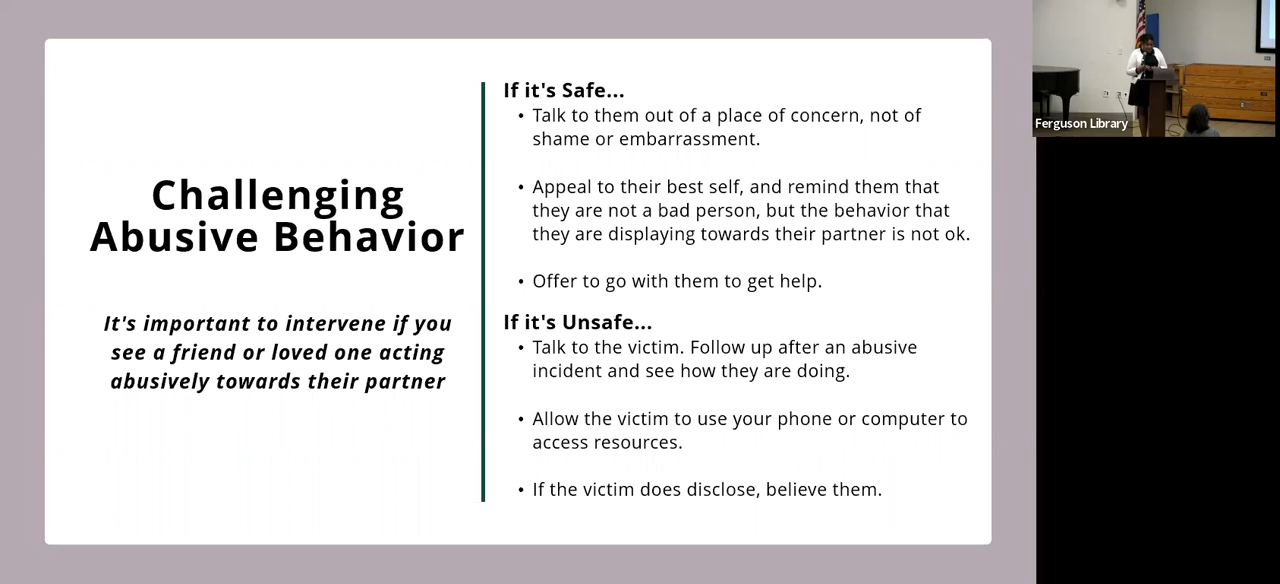 Challenging
Abusive Behavior
It's important to intervene if you
see a friend or loved one acting
abusively towards their partner
If it's Safe...
• Talk to them out of a place of concern, not of
shame or embarrassment.
• Appeal to their best self, and remind them that
they are not a bad person, but the behavior that
they are displaying towards their partner is not ok.
• Offer to go with them to get help.
If it's Unsafe...
• Talk to the victim. Follow up after an abusive
incident and see how they are doing.
• Allow the victim to use your phone or computer to
access resources.
• If the victim does disclose, believe them.
Ferguson Library